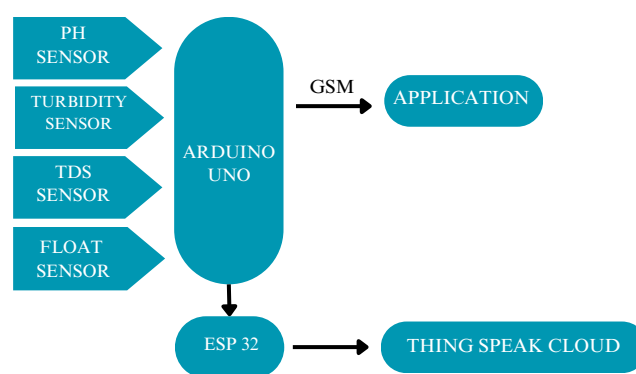 PH
SENSOR
TURBIDITY
SENSOR
TDS
SENSOR
FLOAT
SENSOR
ARDUINO
UNO
GSM
APPLICATION
ESP 32
THING SPEAK CLOUD